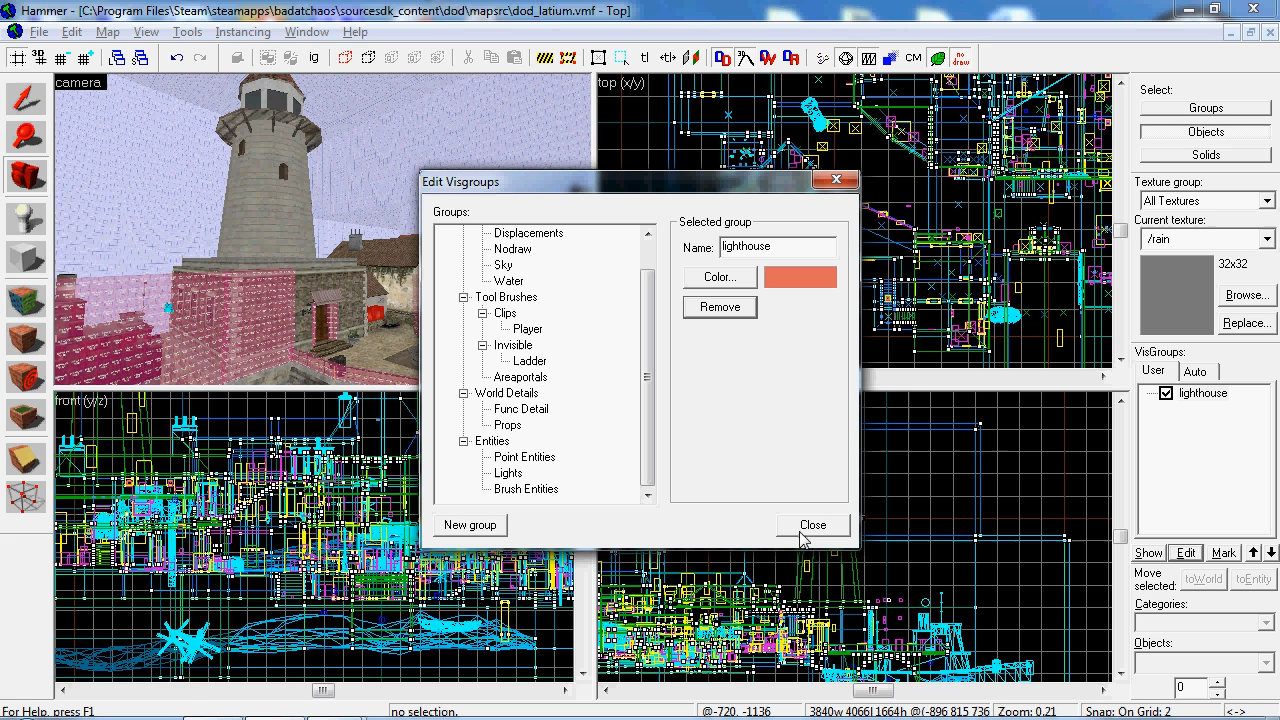 Hammer - [C:\Program Files\Steam\steamapps\badatchaos\sourcesdk_content\dod\mapsrc\dod_latium.vmf - Top]
File Edit Map View Tools Instancing Window Help
3D ig tl CM no draw
camera
top (x/y)
front (y/z)
Edit Visgroups
Groups:
Displacements
Nodraw
Sky
Water
Tool Brushes
Clips
Player
Invisible
Ladder
Areaportals
World Details
Func Detail
Props
Entities
Point Entities
Lights
Brush Entities
New group
Selected group
Name: lighthouse
Color...
Remove
Close
Select:
Groups
Objects
Solids
Texture group:
All Textures
Current texture:
/rain
32x32
Browse...
Replace...
VisGroups:
User Auto
lighthouse
Show Edit Mark
Move selected: toWorld toEntity
Categories:
Objects:
0
For Help, press F1
no selection.
@-720, -1136
3840w 4066l 1664h @(-896 815 736
Zoom: 0.21
Snap: On Grid: 2
<->